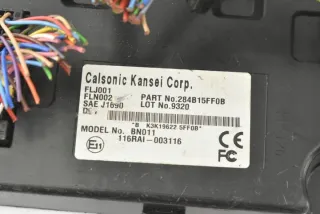 Calsonic Kansei Corp.
FLJ001
FLN002 PART No.284B15FF0B
SAE J1690 LOT No.9320
"B K3K19622 5FF0B"
MODEL No. BN011
116RAI-003116
E11
CE
FC